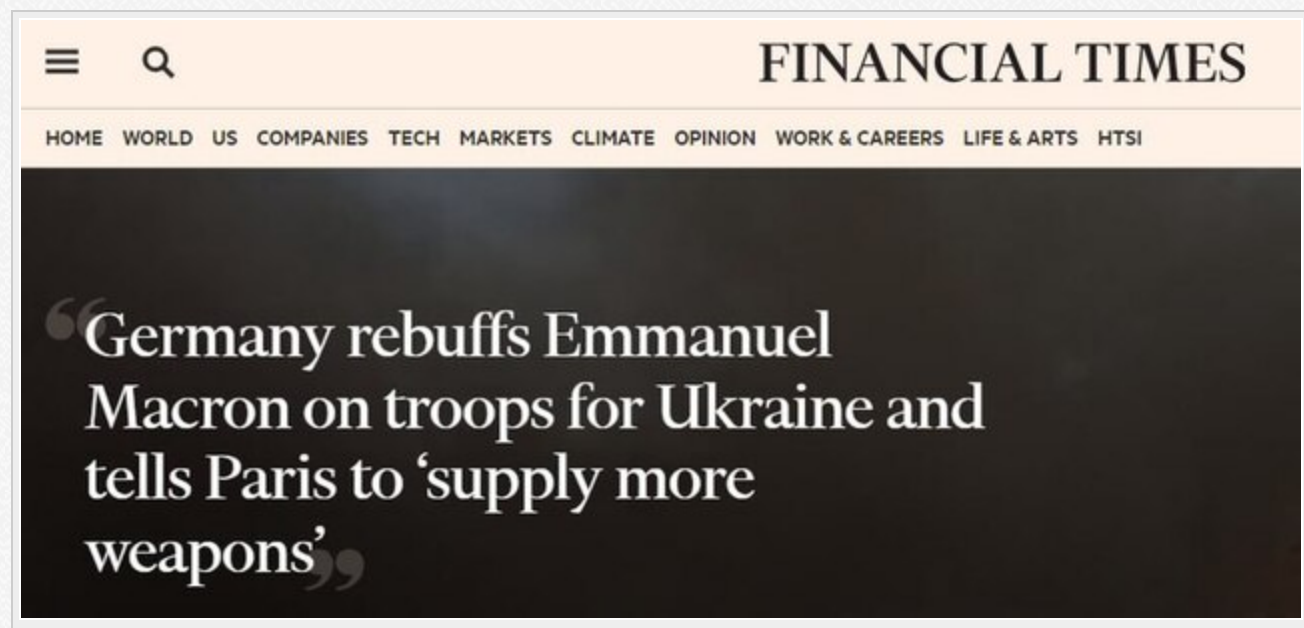 FINANCIAL TIMES
HOME WORLD US COMPANIES TECH MARKETS CLIMATE OPINION WORK & CAREERS LIFE & ARTS HTSI
“Germany rebuffs Emmanuel
Macron on troops for Ukraine and
tells Paris to ‘supply more
weapons’”